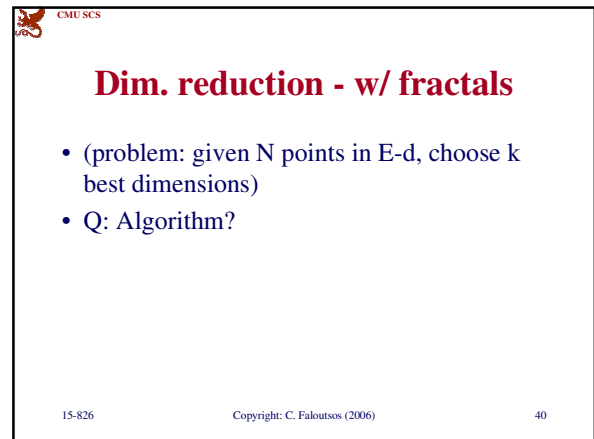 CMU SCS
Dim. reduction - w/ fractals
• (problem: given N points in E-d, choose k
best dimensions)
• Q: Algorithm?
15-826 Copyright: C. Faloutsos (2006) 40